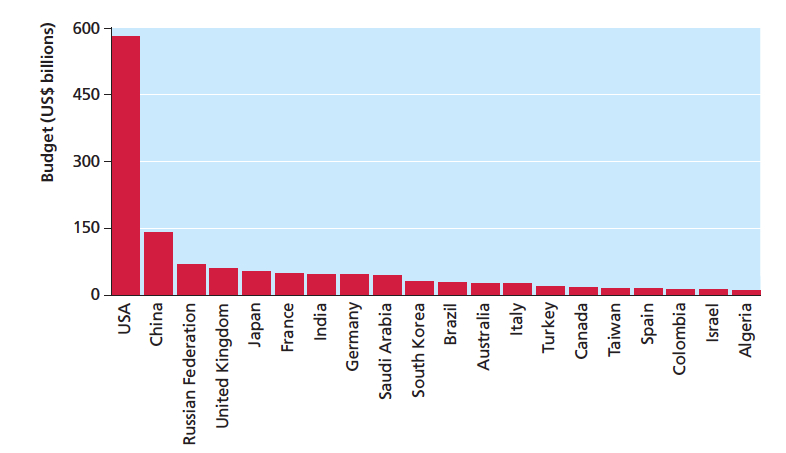 Budget (US$ billions)
600
450
300
150
0
USA
China
Russian Federation
United Kingdom
Japan
France
India
Germany
Saudi Arabia
South Korea
Brazil
Australia
Italy
Turkey
Canada
Taiwan
Spain
Colombia
Israel
Algeria